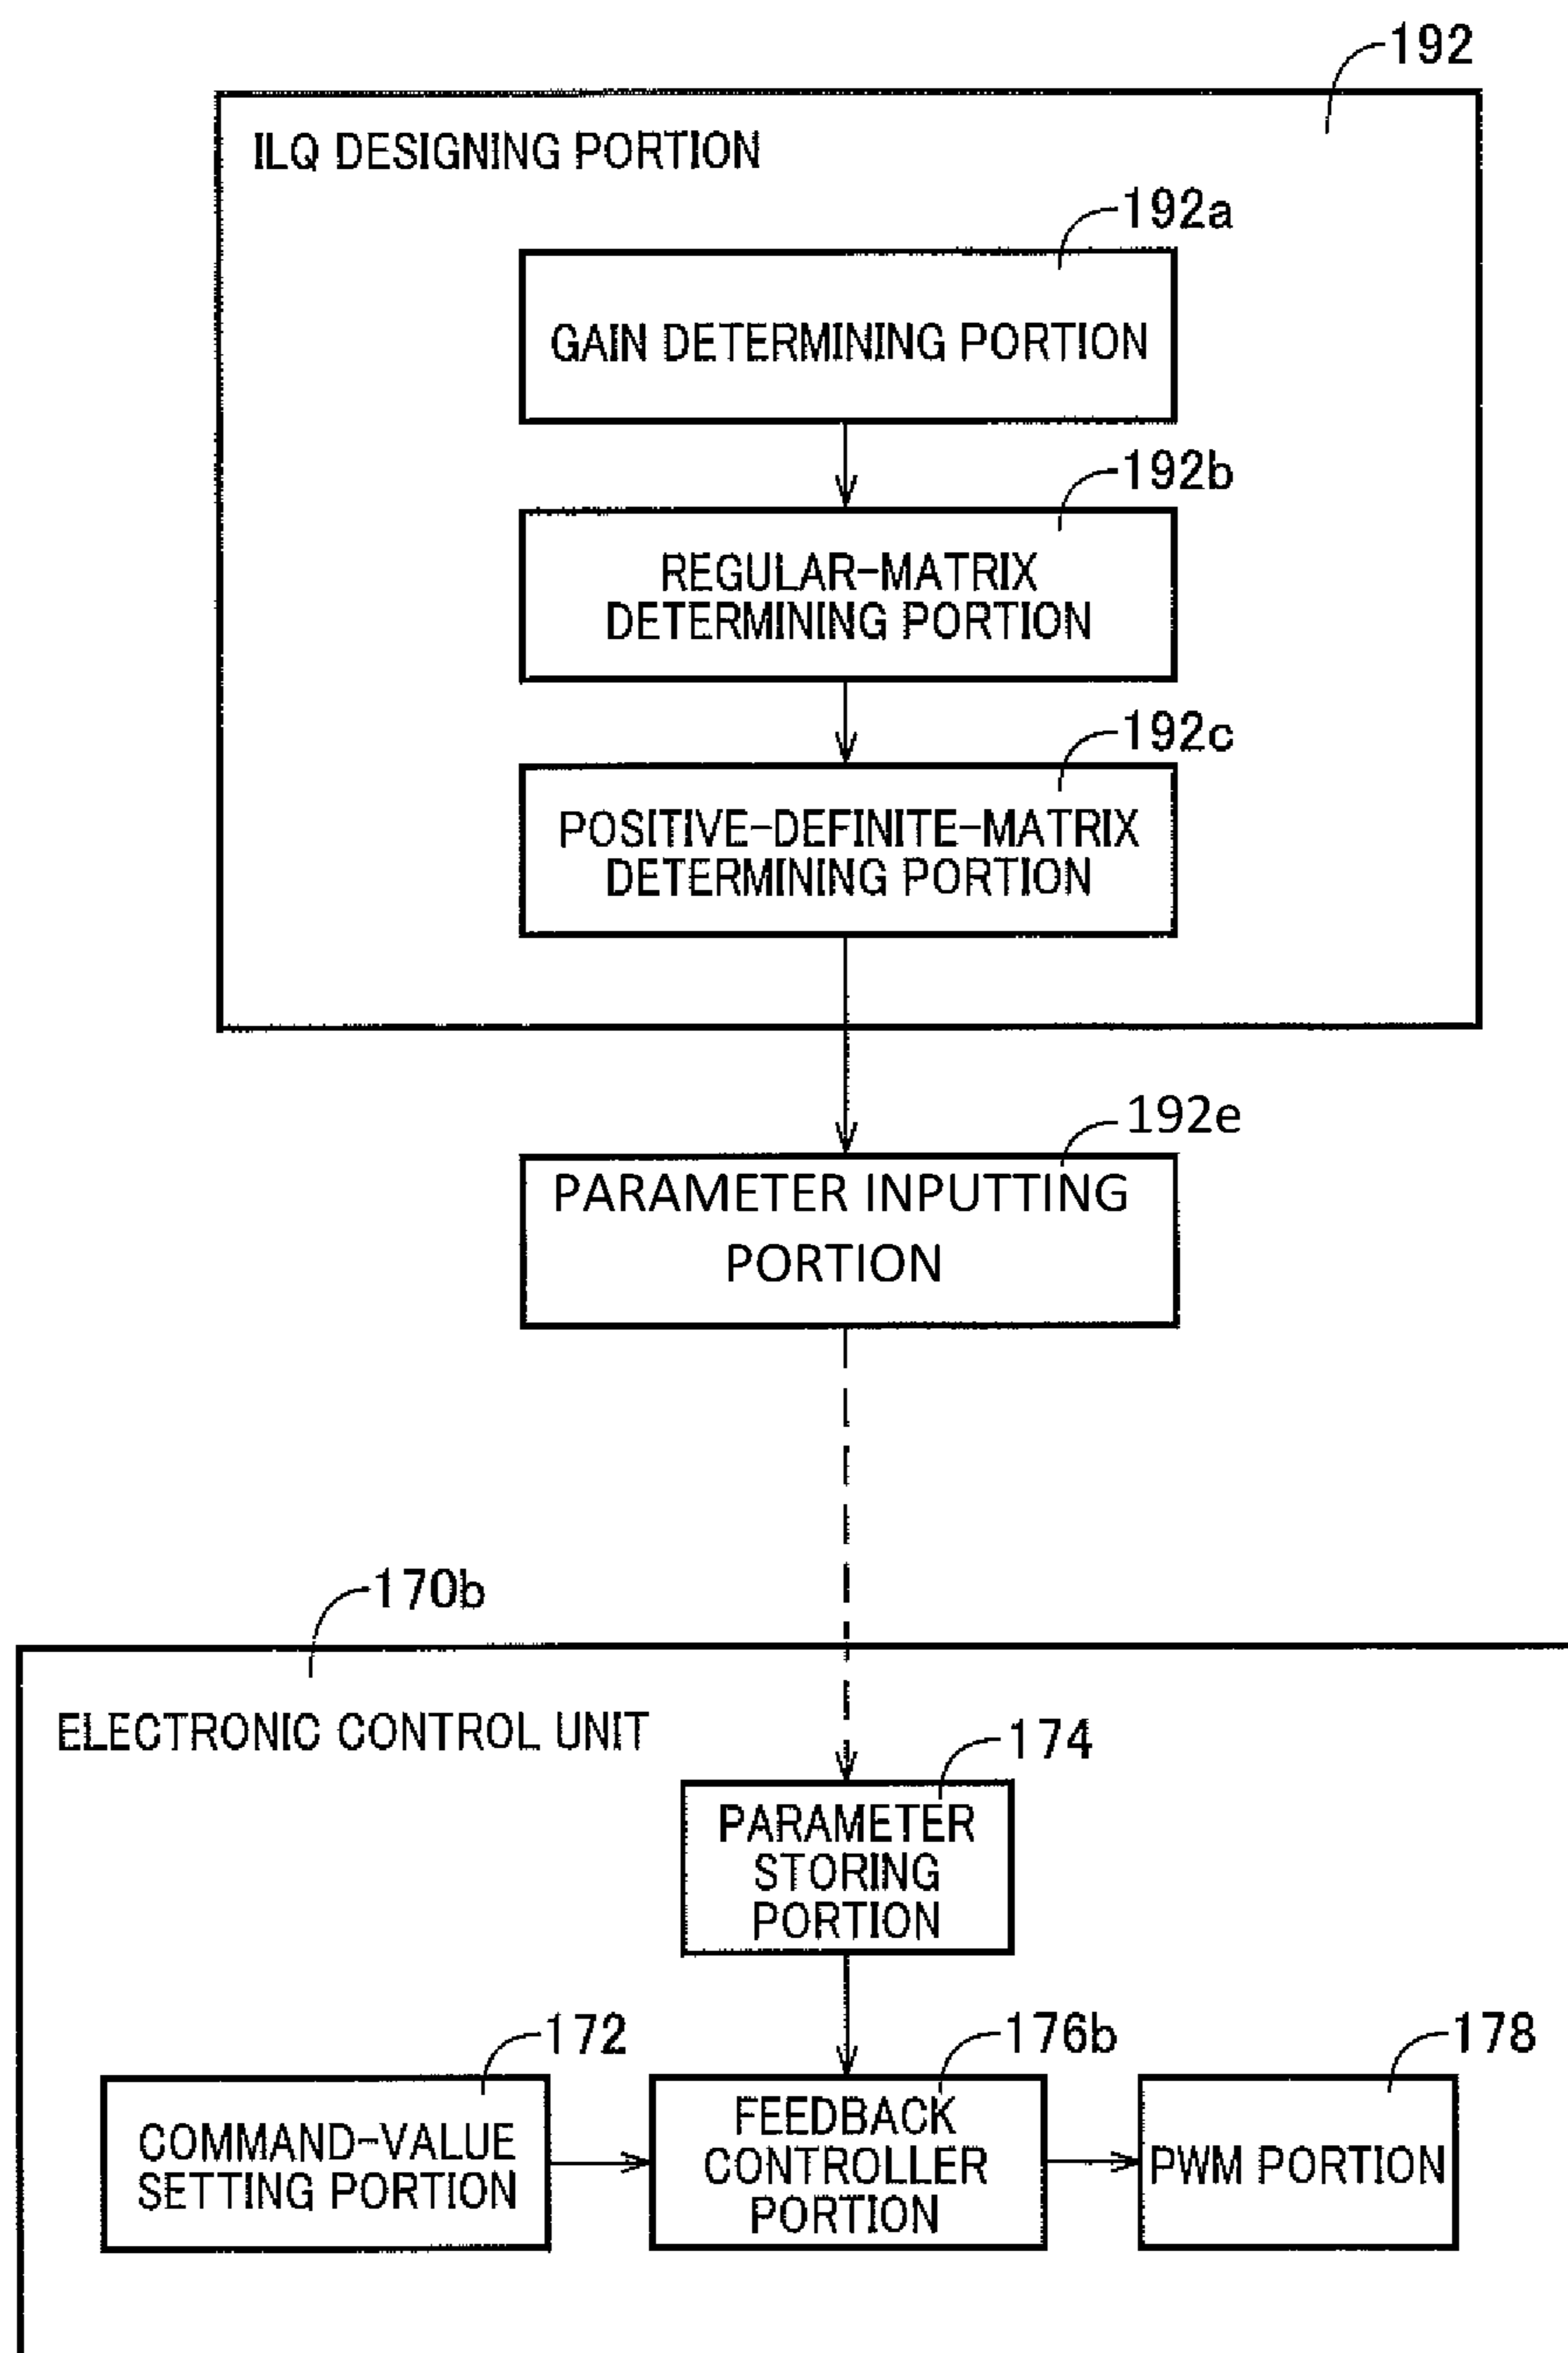 192
ILQ DESIGNING PORTION
192a
GAIN DETERMINING PORTION
192b
REGULAR-MATRIX
DETERMINING PORTION
192c
POSITIVE-DEFINITE-MATRIX
DETERMINING PORTION
192e
PARAMETER INPUTTING
PORTION
170b
ELECTRONIC CONTROL UNIT
174
PARAMETER
STORING
PORTION
172
COMMAND-VALUE
SETTING PORTION
176b
FEEDBACK
CONTROLLER
PORTION
178
PWM PORTION